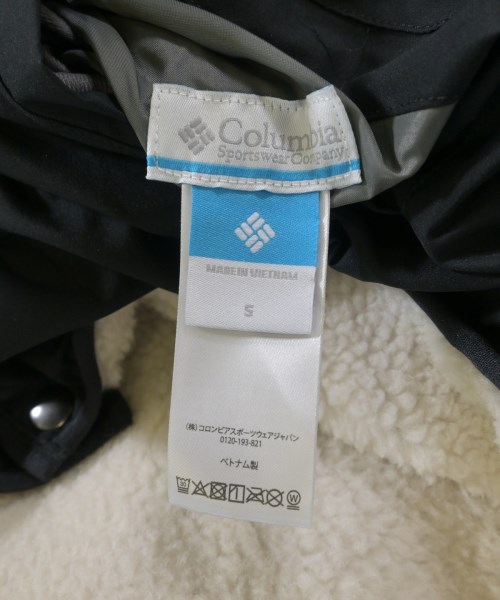 Columbia
Sportswear Company
MADE IN VIETNAM
S
(株)コロンビアスポーツウェアジャパン
0120-193-821
ベトナム製